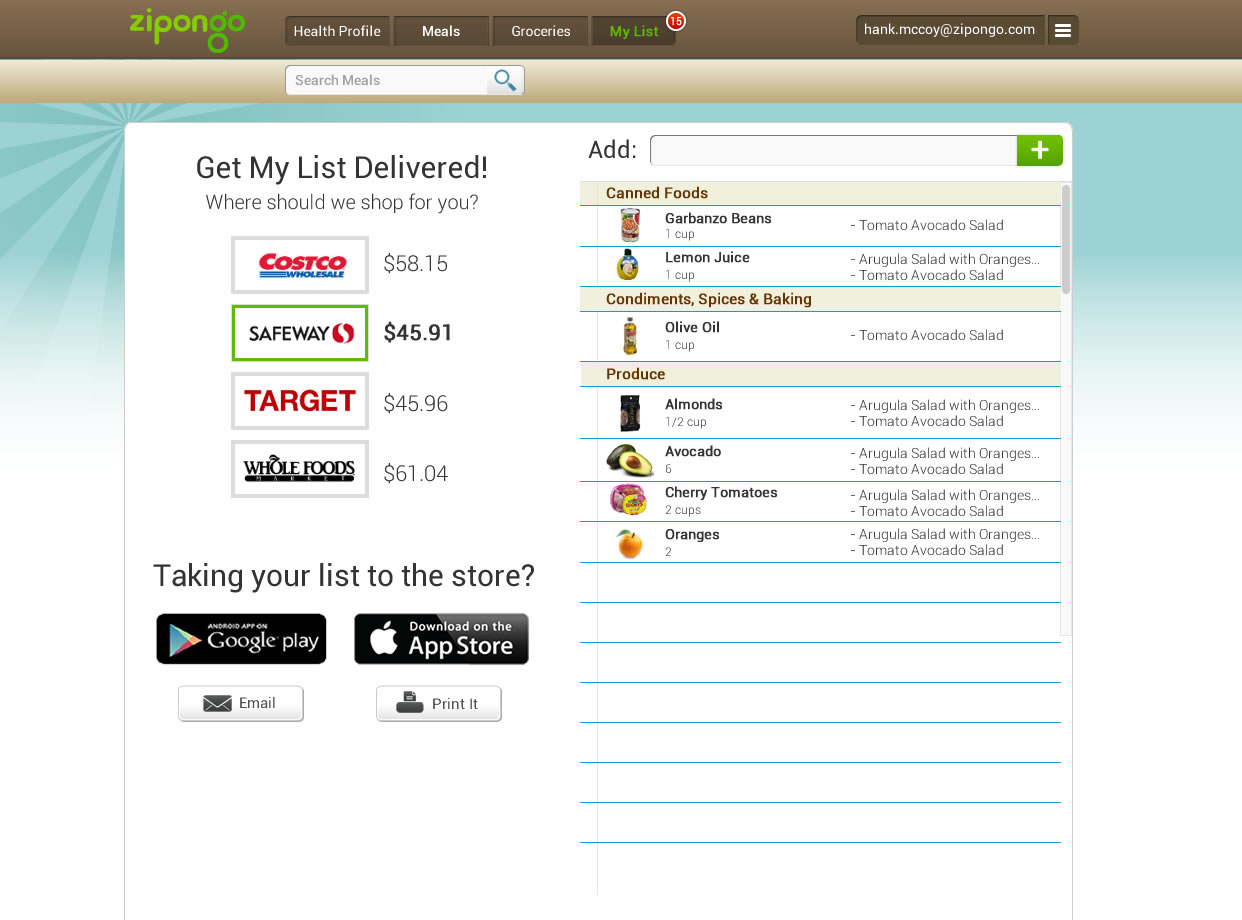 zipongo
Health Profile
Meals
Groceries
My List
15
hank.mccoy@zipongo.com
Search Meals
Get My List Delivered!
Where should we shop for you?
COSTCO
WHOLESALE
$58.15
SAFEWAY
$45.91
TARGET
$45.96
WHOLE FOODS
MARKET
$61.04
Taking your list to the store?
ANDROID APP ON
Google play
Download on the
App Store
Email
Print It
Add:
Canned Foods
Garbanzo Beans
1 cup
- Tomato Avocado Salad
Lemon Juice
1 cup
- Arugula Salad with Oranges...
- Tomato Avocado Salad
Condiments, Spices & Baking
Olive Oil
1 cup
- Tomato Avocado Salad
Produce
Almonds
1/2 cup
- Arugula Salad with Oranges...
- Tomato Avocado Salad
Avocado
6
- Arugula Salad with Oranges...
- Tomato Avocado Salad
Cherry Tomatoes
2 cups
- Arugula Salad with Oranges...
- Tomato Avocado Salad
Oranges
2
- Arugula Salad with Oranges...
- Tomato Avocado Salad